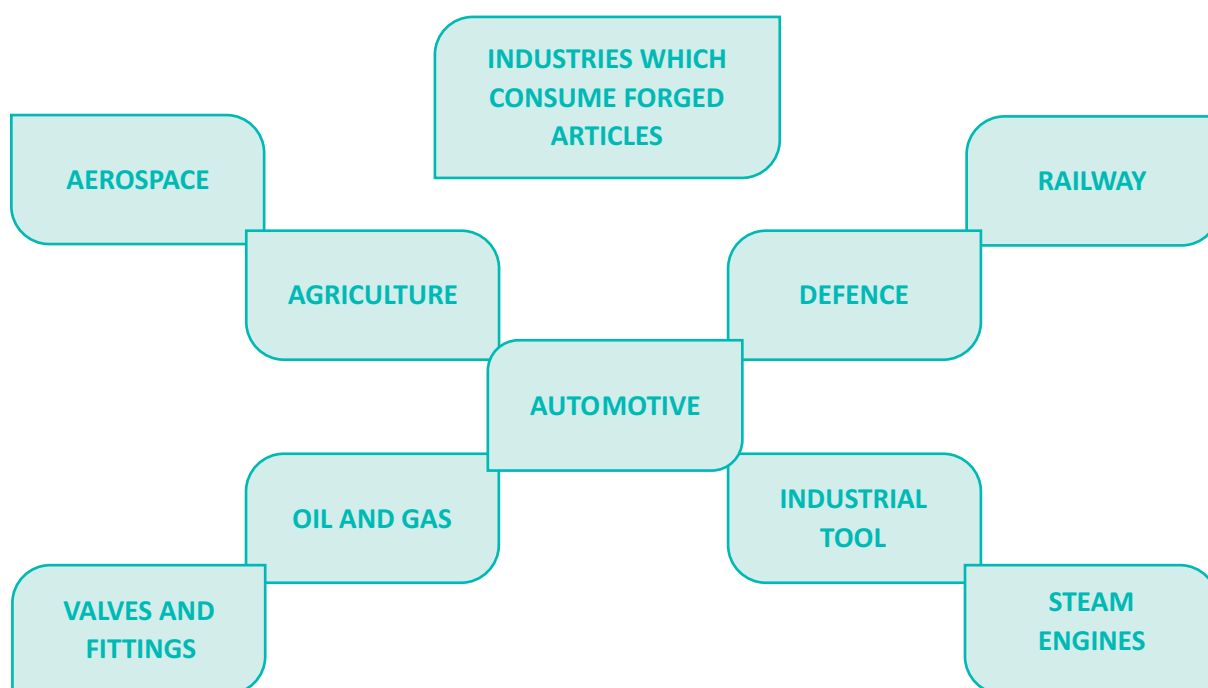 INDUSTRIES WHICH
CONSUME FORGED
ARTICLES
AEROSPACE
RAILWAY
AGRICULTURE
DEFENCE
AUTOMOTIVE
OIL AND GAS
INDUSTRIAL
TOOL
VALVES AND
FITTINGS
STEAM
ENGINES